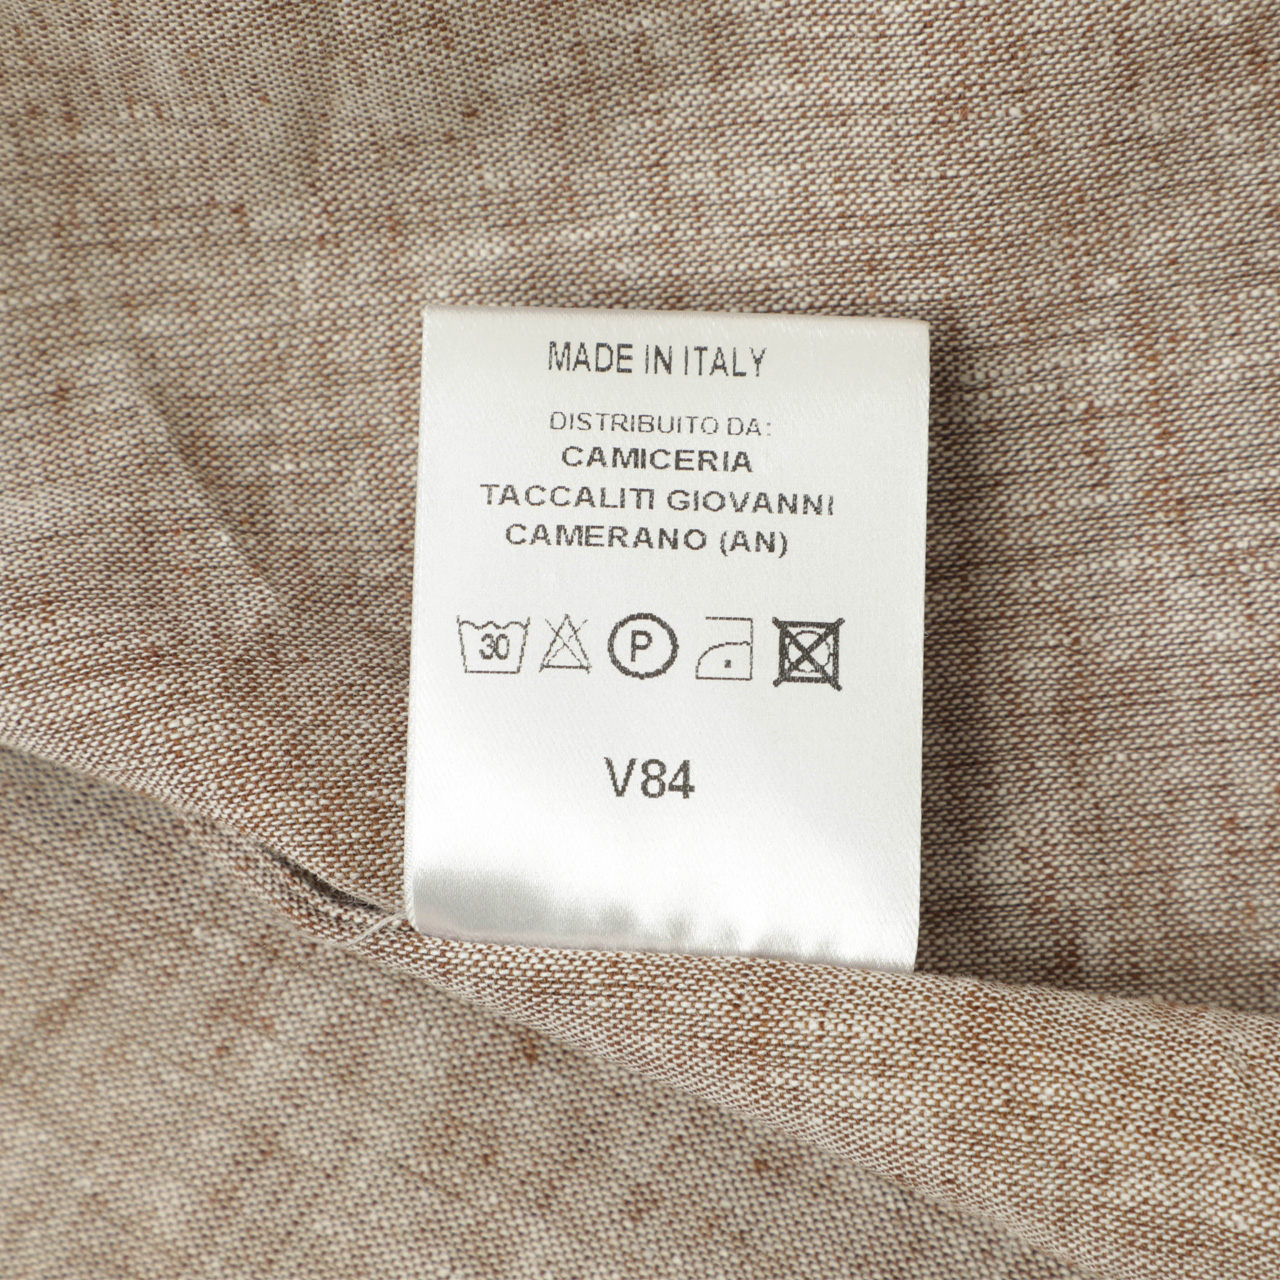 MADE IN ITALY
DISTRIBUITO DA:
CAMICERIA
TACCALITI GIOVANNI
CAMERANO (AN)
30 P
V84